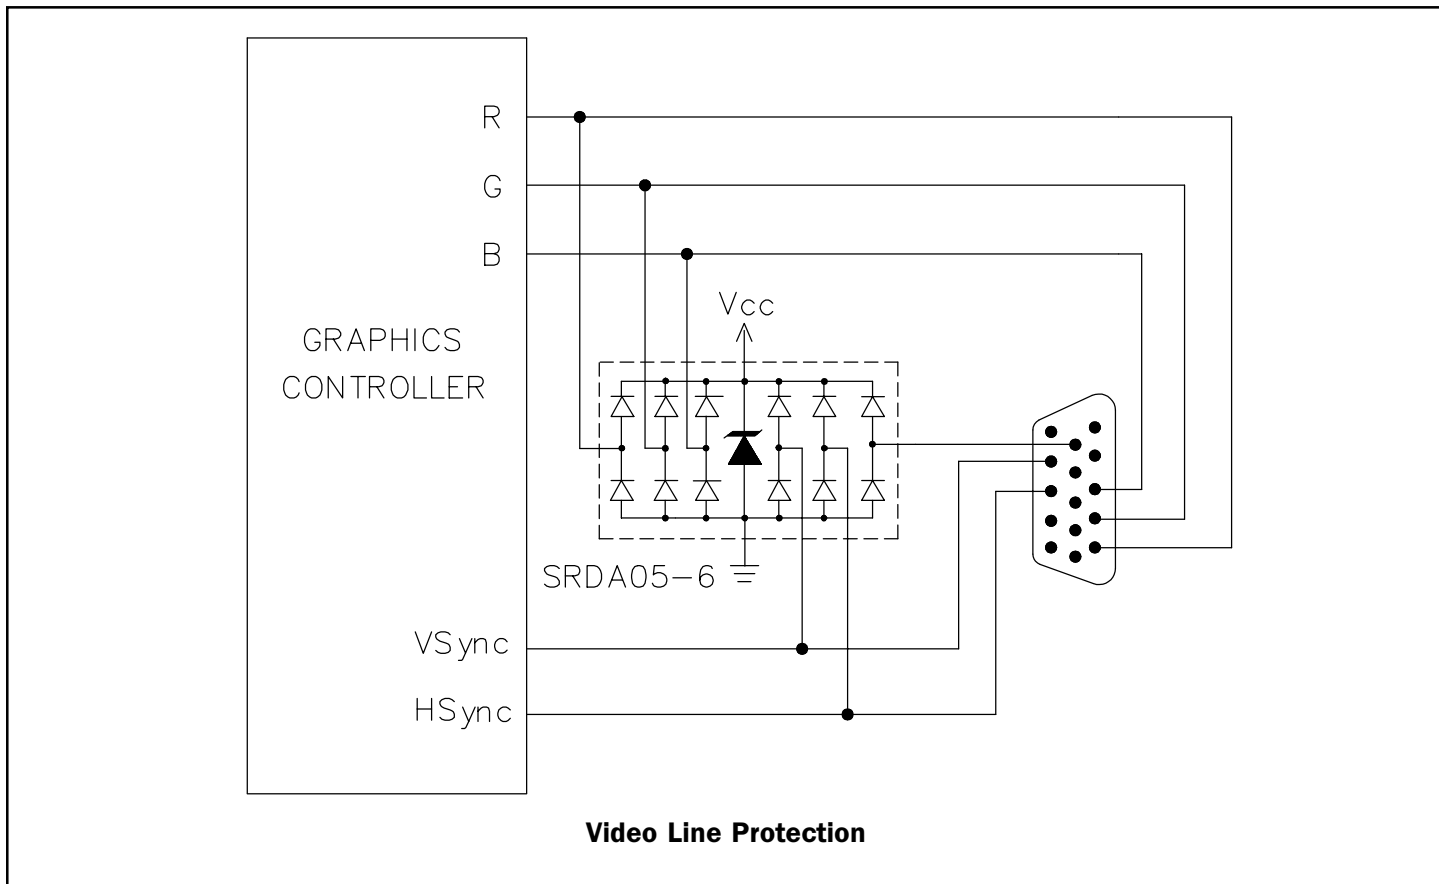 R
G
B
Vcc
GRAPHICS
CONTROLLER
SRDA05-6
VSync
HSync
Video Line Protection